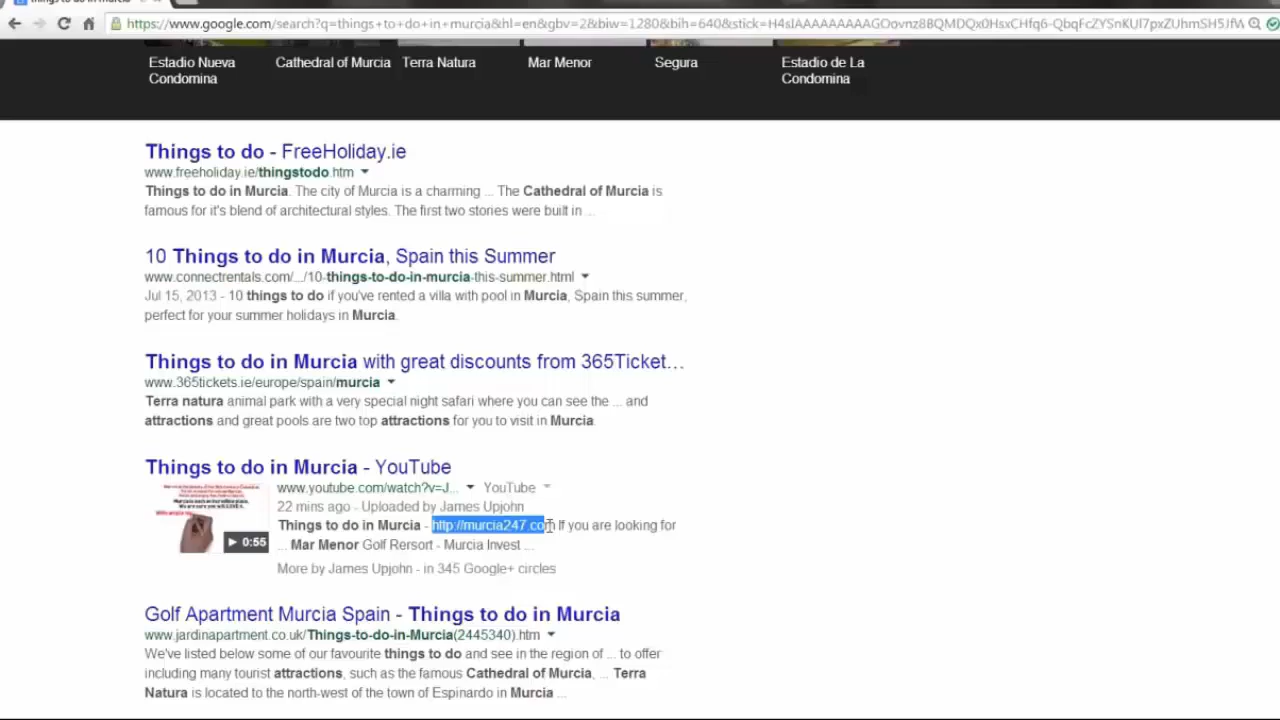 things to do in murcia
https://www.google.com/search?q=things+to+do+in+murcia&hl=en&gbv=2&biw=1280&bih=640&stick=
Estadio Nueva Condomina
Cathedral of Murcia
Terra Natura
Mar Menor
Segura
Estadio de La Condomina
Things to do - FreeHoliday.ie
www.freeholiday.ie/thingstodo.htm
Things to do in Murcia. The city of Murcia is a charming ... The Cathedral of Murcia is
famous for it's blend of architectural styles. The first two stories were built in ...
10 Things to do in Murcia, Spain this Summer
www.connectrentals.com/.../10-things-to-do-in-murcia-this-summer.html
Jul 15, 2013 - 10 things to do if you've rented a villa with pool in Murcia, Spain this summer,
perfect for your summer holidays in Murcia.
Things to do in Murcia with great discounts from 365Ticket...
www.365tickets.ie/europe/spain/murcia
Terra natura animal park with a very special night safari where you can see the ... and
attractions and great pools are two top attractions for you to visit in Murcia.
Things to do in Murcia - YouTube
www.youtube.com/watch?v=J... YouTube
22 mins ago - Uploaded by James Upjohn
Things to do in Murcia - http://murcia247.com If you are looking for
... Mar Menor Golf Rersort - Murcia Invest ...
0:55
More by James Upjohn - in 345 Google+ circles
Golf Apartment Murcia Spain - Things to do in Murcia
www.jardinapartment.co.uk/Things-to-do-in-Murcia(2445340).htm
We've listed below some of our favourite things to do and see in the region of ... to offer
including many tourist attractions, such as the famous Cathedral of Murcia, ... Terra
Natura is located to the north-west of the town of Espinardo in Murcia ...